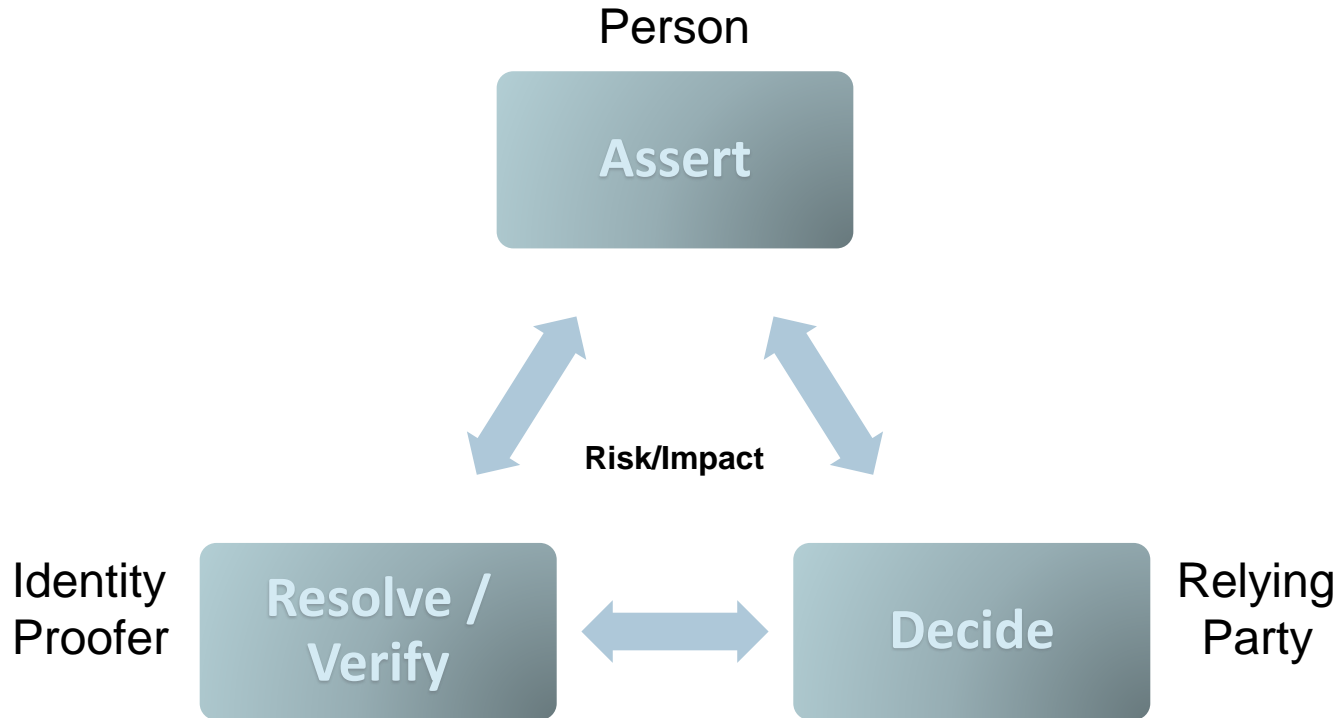 Person
Assert
Risk/Impact
Identity
Proofer
Resolve /
Verify
Decide
Relying
Party